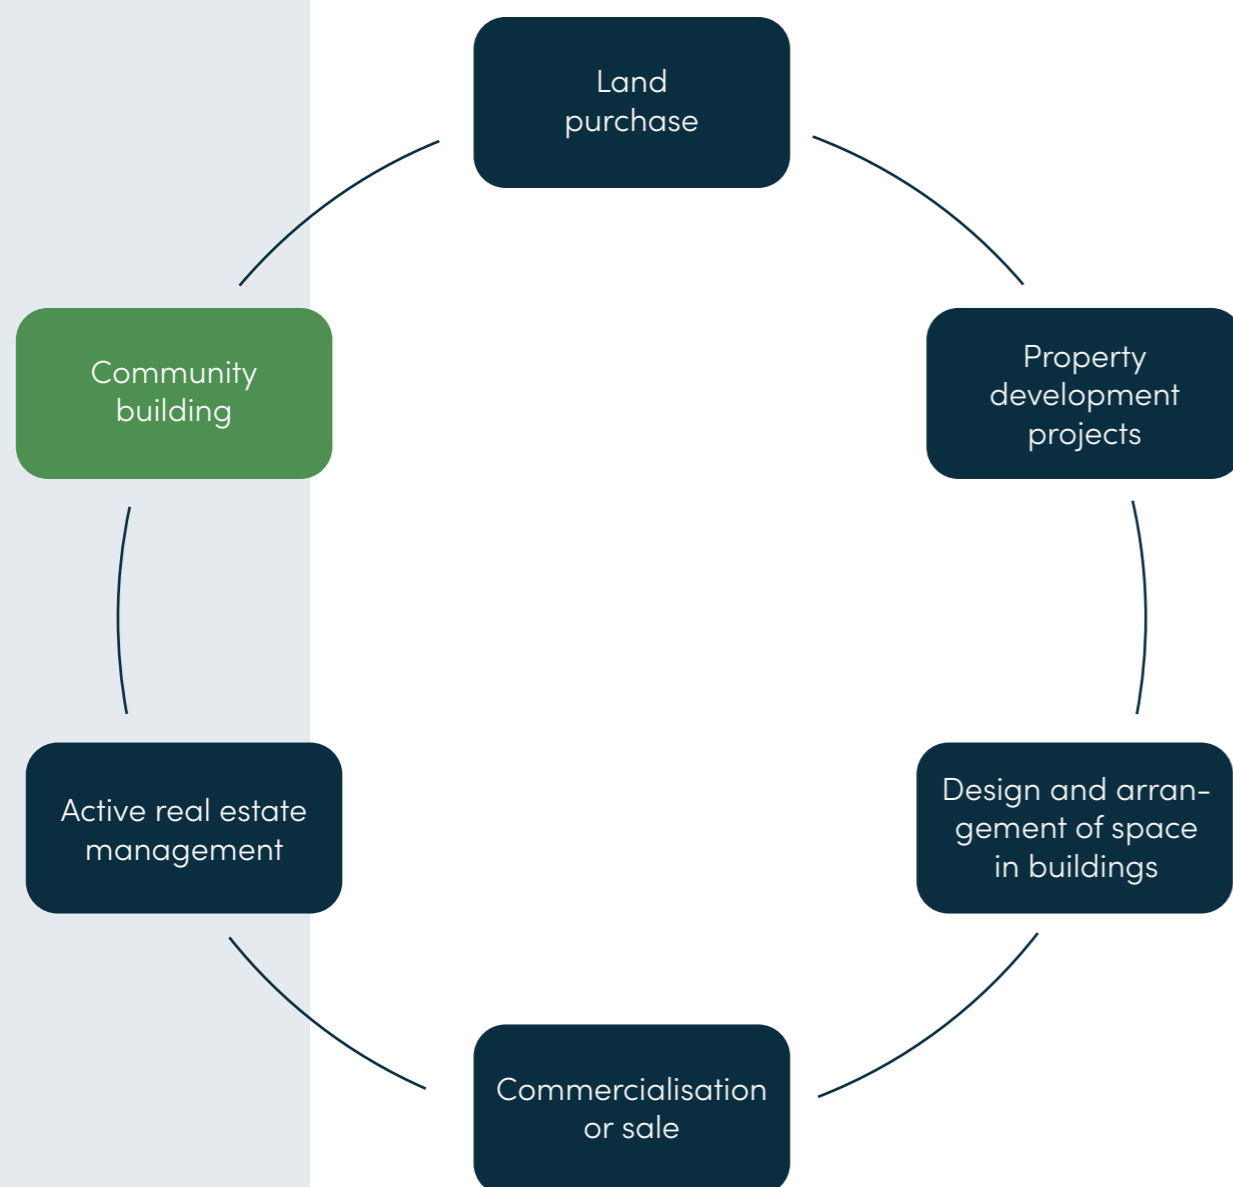 Land
purchase
Community
building
Property
development
projects
Active real estate
management
Design and arran-
gement of space
in buildings
Commercialisation
or sale